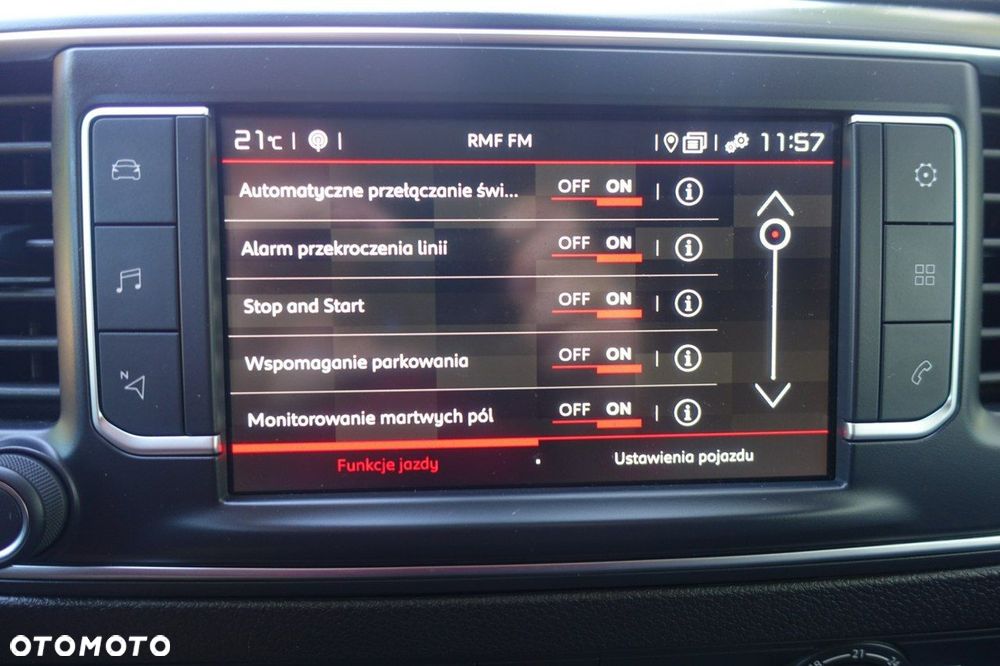 21°C
RMF FM
11:57
Automatyczne przełączanie świ... OFF ON
Alarm przekroczenia linii OFF ON
Stop and Start OFF ON
Wspomaganie parkowania OFF ON
Monitorowanie martwych pól OFF ON
Funkcje jazdy
Ustawienia pojazdu
N
21
OTOMOTO